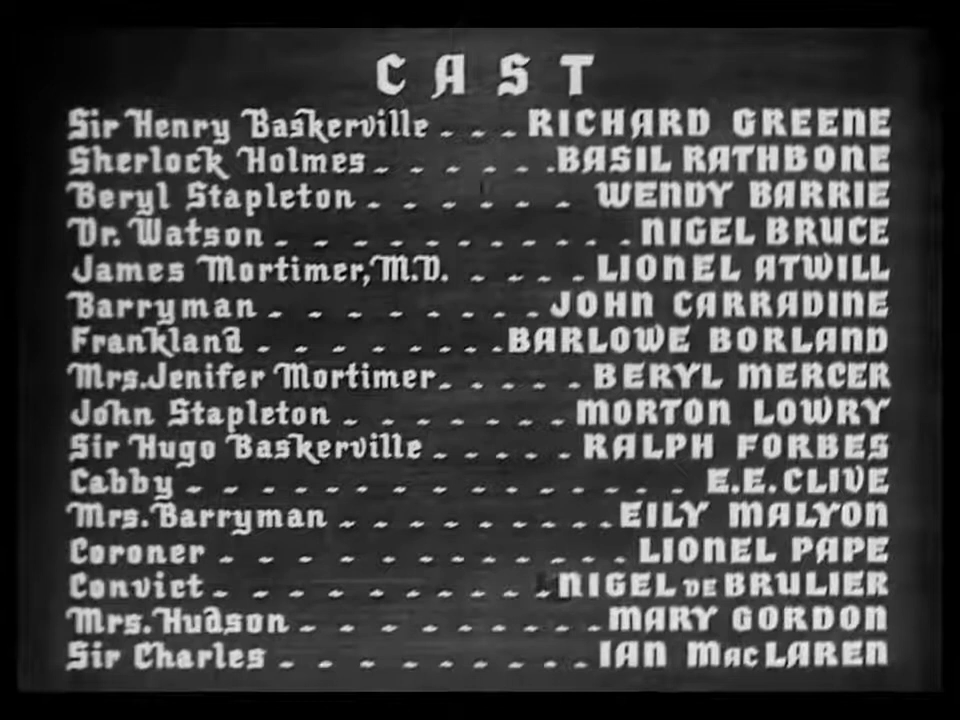 CAST
Sir Henry Baskerville . . . RICHARD GREENE
Sherlock Holmes . . . . . . BASIL RATHBONE
Beryl Stapleton . . . . . . WENDY BARRIE
Dr. Watson . . . . . . . . . . NIGEL BRUCE
James Mortimer, M.D. . . . . LIONEL ATWILL
Barryman . . . . . . . . JOHN CARRADINE
Frankland . . . . . . . BARLOWE BORLAND
Mrs. Jenifer Mortimer . . . . . BERYL MERCER
John Stapleton . . . . . . . MORTON LOWRY
Sir Hugo Baskerville . . . . . RALPH FORBES
Cabby . . . . . . . . . . . . . . . E.E. CLIVE
Mrs. Barryman . . . . . . . . . EILY MALYON
Coroner . . . . . . . . . . . . LIONEL PAPE
Convict . . . . . . . . . . . NIGEL DE BRULIER
Mrs. Hudson . . . . . . . . . MARY GORDON
Sir Charles . . . . . . . . . . IAN MacLAREN